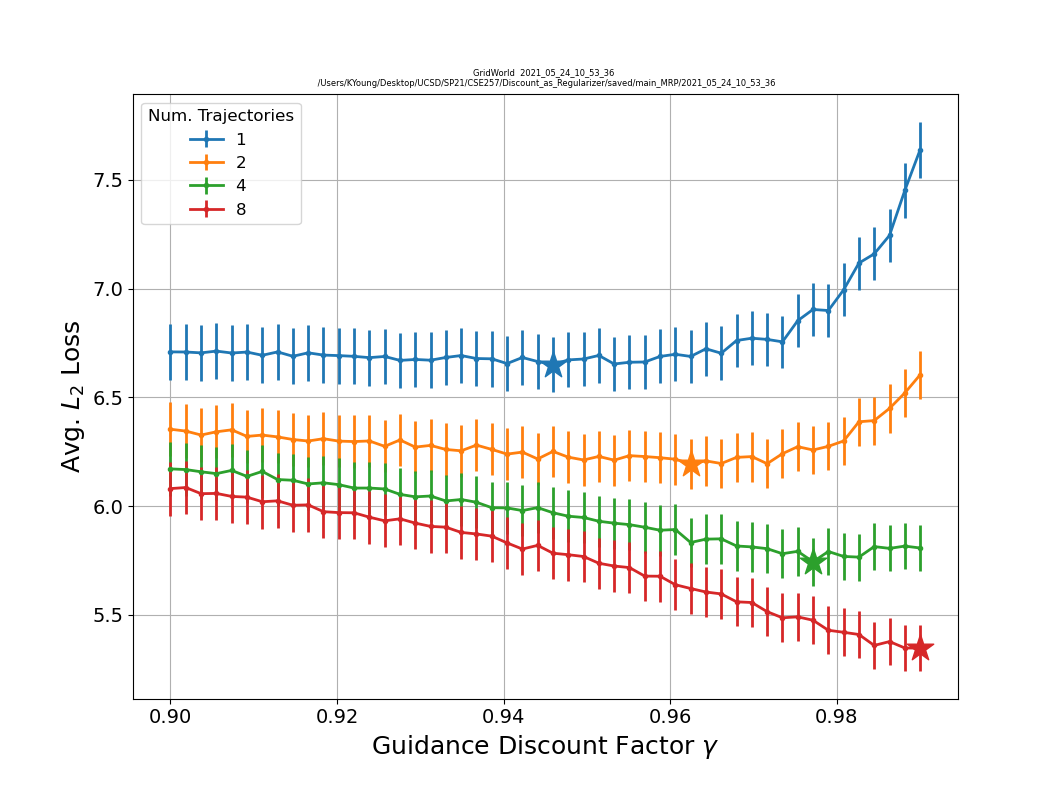 GridWorld  2021_05_24_10_53_36
/Users/KYoung/Desktop/UCSD/SP21/CSE257/Discount_as_Regularizer/saved/main_MRP/2021_05_24_10_53_36
Num. Trajectories
1
2
4
8
7.5
7.0
6.5
6.0
5.5
Avg. L₂ Loss
0.90 0.92 0.94 0.96 0.98
Guidance Discount Factor γ